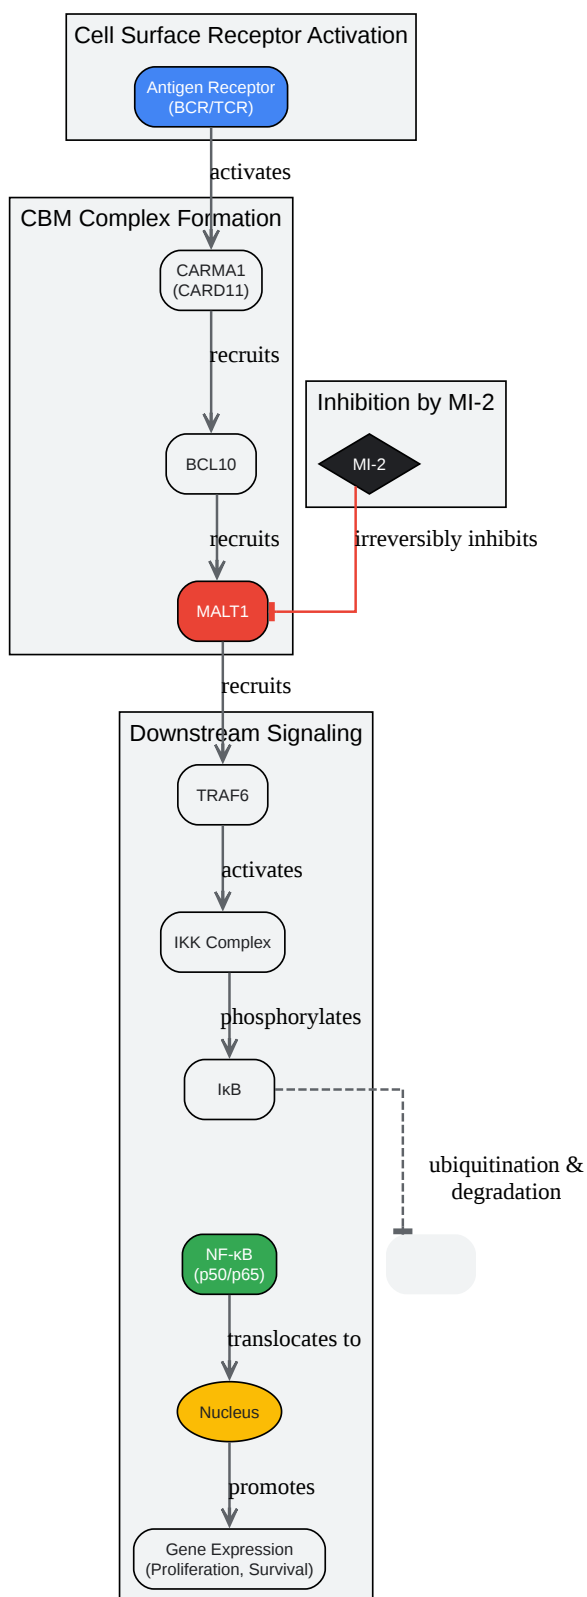 Cell Surface Receptor Activation
Antigen Receptor
(BCR/TCR)
activates
CBM Complex Formation
CARMA1
(CARD11)
recruits
Inhibition by MI-2
MI-2
BCL10
recruits
irreversibly inhibits
MALT1
recruits
Downstream Signaling
TRAF6
activates
IKK Complex
phosphorylates
IκB
ubiquitination &
degradation
NF-κB
(p50/p65)
translocates to
Nucleus
promotes
Gene Expression
(Proliferation, Survival)